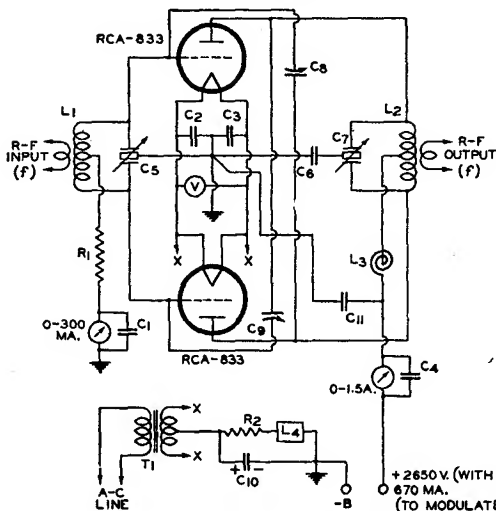 RCA-833
C8
L1
L2
C2
C3
R-F
INPUT
(f)
C5
C6
C7
R-F
OUTPUT
(f)
V
R1
X
X
L3
C9
C11
C1
0-300
MA.
RCA-833
C4
0-1.5A.
X
R2
L4
T1
X
C10
+
-
A-C
LINE
-B
+ 2650 V. (WITH
670 MA.
(TO MODULAT